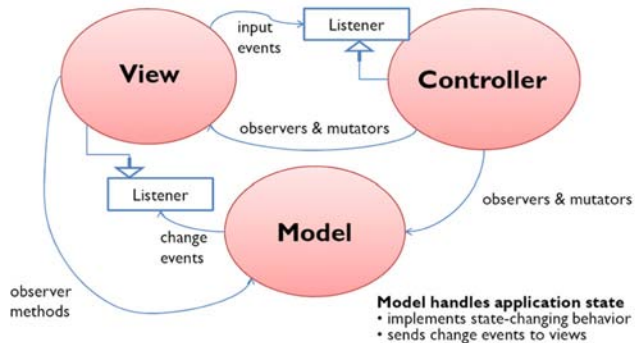 input
events
Listener
View
Controller
observers & mutators
Listener
observers & mutators
change
events
Model
observer
methods
Model handles application state
• implements state-changing behavior
• sends change events to views